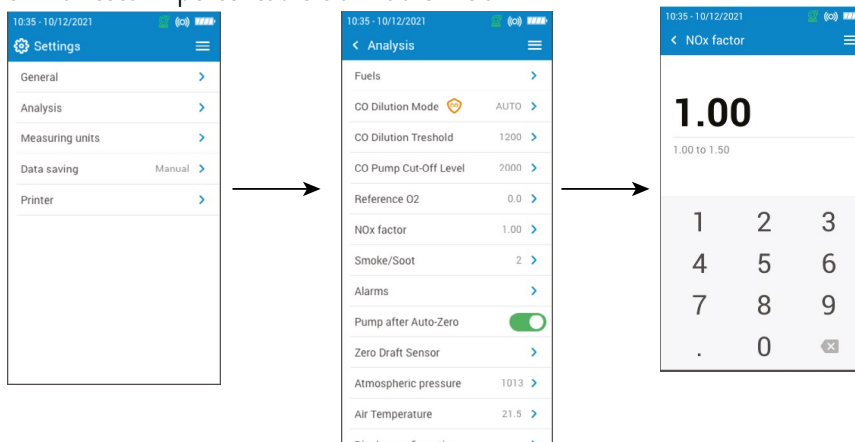 10:35 - 10/12/2021
Settings
General
Analysis
Measuring units
Data saving Manual
Printer
10:35 - 10/12/2021
Analysis
Fuels
CO Dilution Mode AUTO
CO Dilution Treshold 1200
CO Pump Cut-Off Level 2000
Reference O2 0.0
NOx factor 1.00
Smoke/Soot 2
Alarms
Pump after Auto-Zero
Zero Draft Sensor
Atmospheric pressure 1013
Air Temperature 21.5
10:35 - 10/12/2021
NOx factor
1.00
1.00 to 1.50
1 2 3
4 5 6
7 8 9
. 0